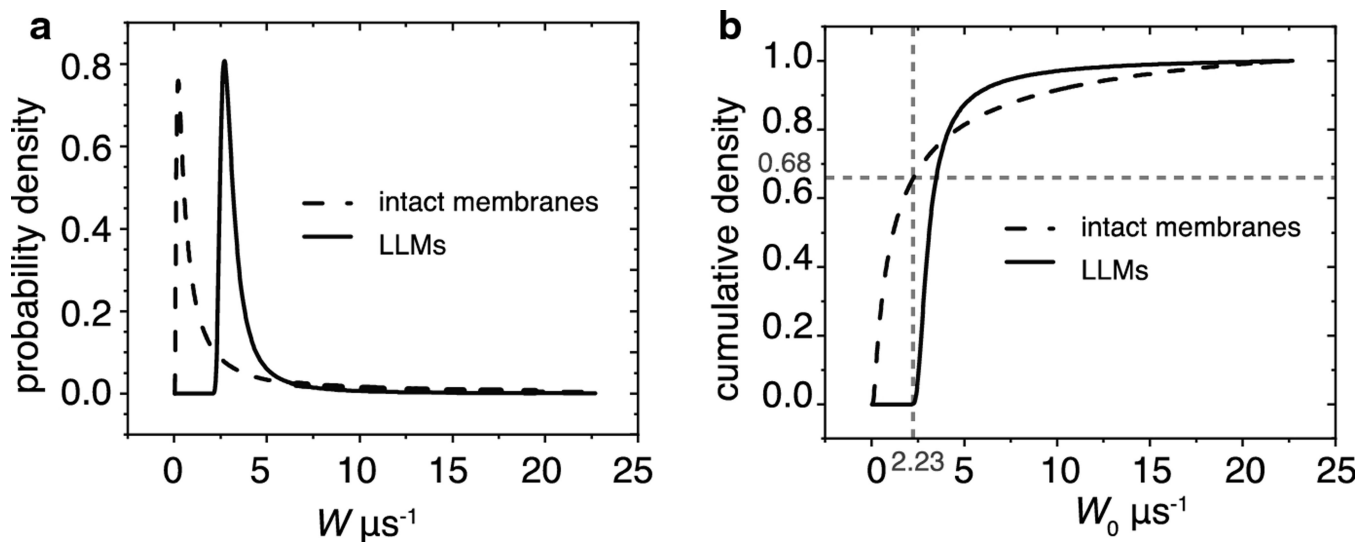 a
probability density
0.8
0.6
0.4
0.2
0.0
intact membranes
LLMs
0 5 10 15 20 25
W µs-1
b
cumulative density
1.0
0.8
0.68
0.6
0.4
0.2
0.0
intact membranes
LLMs
0 2.23 5 10 15 20 25
W0 µs-1